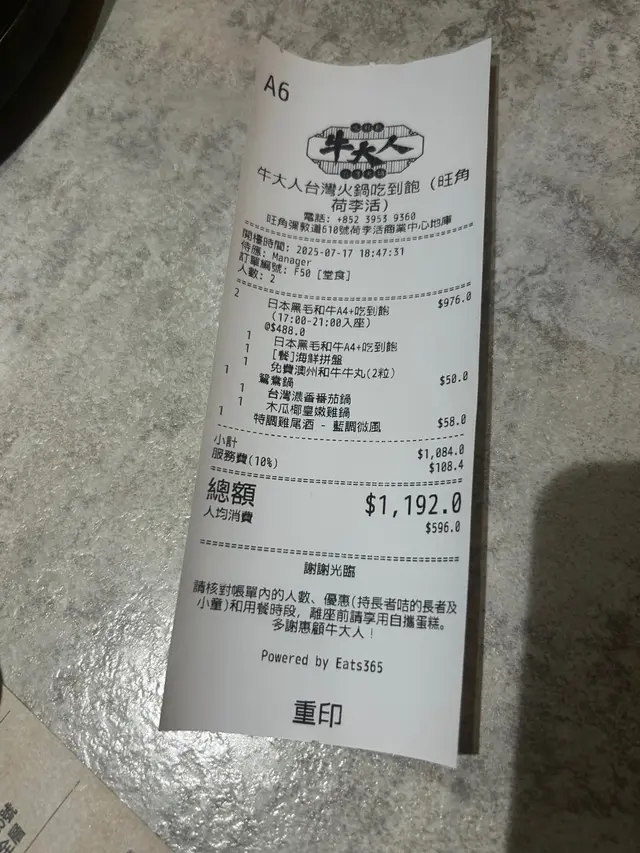 A6
牛大人
牛大人台灣火鍋吃到飽 (旺角
荷李活)
電話: +852 3953 9360
旺角彌敦道610號荷李活商業中心地庫
開檯時間: 2025-07-17 18:47:31
侍應: Manager
訂單編號: F50 [堂食]
人數: 2
2 日本黑毛和牛A4+吃到飽 $976.0
(17:00-21:00入座)
@$488.0
1 日本黑毛和牛A4+吃到飽
1 [餐]海鮮拼盤
1 免費澳州和牛牛丸(2粒)
1 鴛鴦鍋 $50.0
1 台灣濃香番茄鍋
1 木瓜椰皇嫩雞鍋
1 特調雞尾酒 - 藍調微風 $58.0
小計 $1,084.0
服務費(10%) $108.4
總額 $1,192.0
人均消費 $596.0
謝謝光臨
請核對帳單內的人數、優惠(持長者咭的長者及
小童)和用餐時段, 離座前請享用自攜蛋糕。
多謝惠顧牛大人!
Powered by Eats365
重印